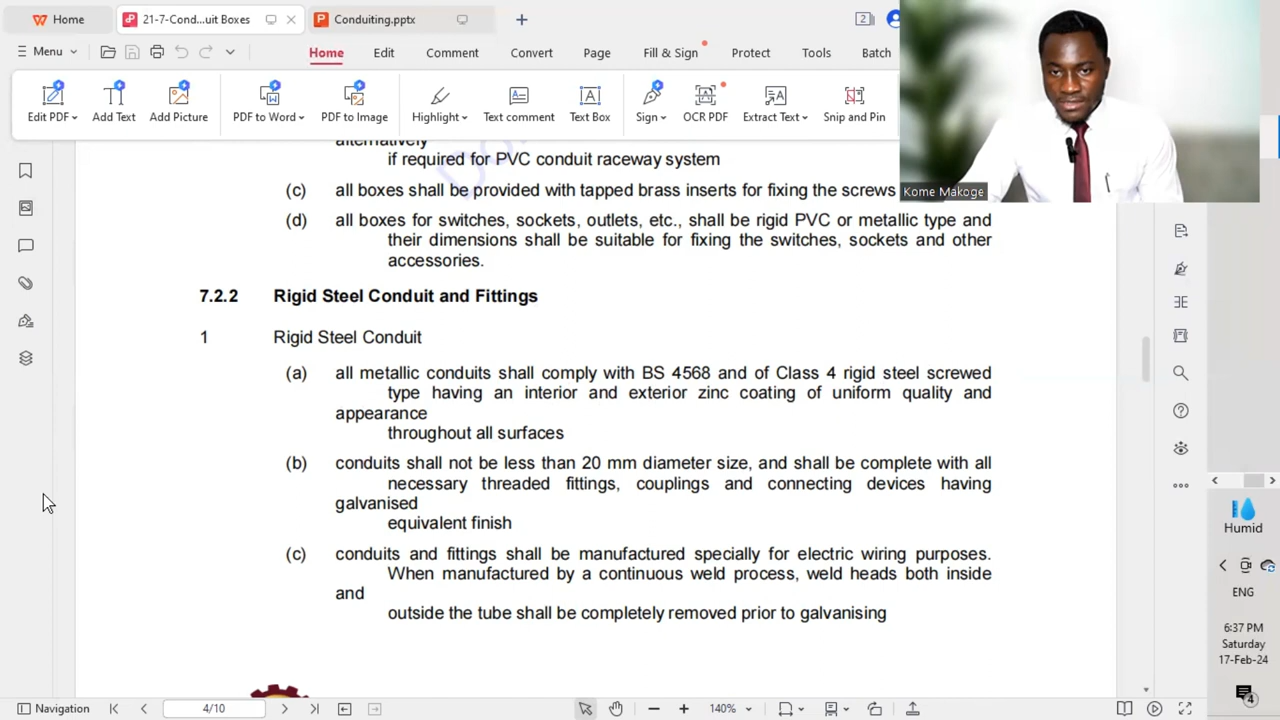 Home
21-7-Cond...uit Boxes
Conduiting.pptx
2
Menu
Home
Edit
Comment
Convert
Page
Fill & Sign
Protect
Tools
Batch
Edit PDF
Add Text
Add Picture
PDF to Word
PDF to Image
Highlight
Text comment
Text Box
Sign
OCR PDF
Extract Text
Snip and Pin
Kome Makoge
alternatively
if required for PVC conduit raceway system
(c) all boxes shall be provided with tapped brass inserts for fixing the screws
(d) all boxes for switches, sockets, outlets, etc., shall be rigid PVC or metallic type and
their dimensions shall be suitable for fixing the switches, sockets and other
accessories.
7.2.2 Rigid Steel Conduit and Fittings
1 Rigid Steel Conduit
(a) all metallic conduits shall comply with BS 4568 and of Class 4 rigid steel screwed
type having an interior and exterior zinc coating of uniform quality and
appearance
throughout all surfaces
(b) conduits shall not be less than 20 mm diameter size, and shall be complete with all
necessary threaded fittings, couplings and connecting devices having
galvanised
equivalent finish
(c) conduits and fittings shall be manufactured specially for electric wiring purposes.
When manufactured by a continuous weld process, weld heads both inside
and
outside the tube shall be completely removed prior to galvanising
Humid
ENG
6:37 PM
Saturday
17-Feb-24
4
Navigation
4/10
140%